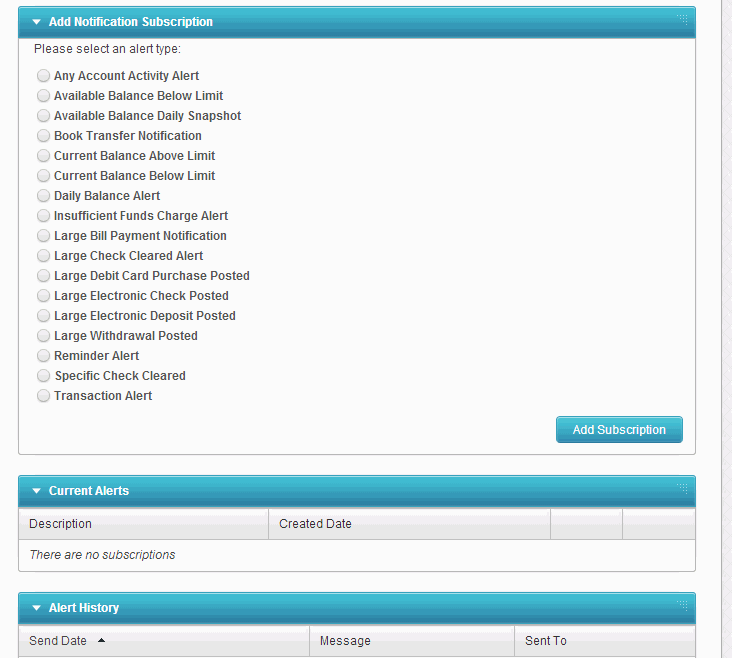 Add Notification Subscription
Please select an alert type:
Any Account Activity Alert
Available Balance Below Limit
Available Balance Daily Snapshot
Book Transfer Notification
Current Balance Above Limit
Current Balance Below Limit
Daily Balance Alert
Insufficient Funds Charge Alert
Large Bill Payment Notification
Large Check Cleared Alert
Large Debit Card Purchase Posted
Large Electronic Check Posted
Large Electronic Deposit Posted
Large Withdrawal Posted
Reminder Alert
Specific Check Cleared
Transaction Alert
Add Subscription
Current Alerts
Description Created Date
There are no subscriptions
Alert History
Send Date Message Sent To